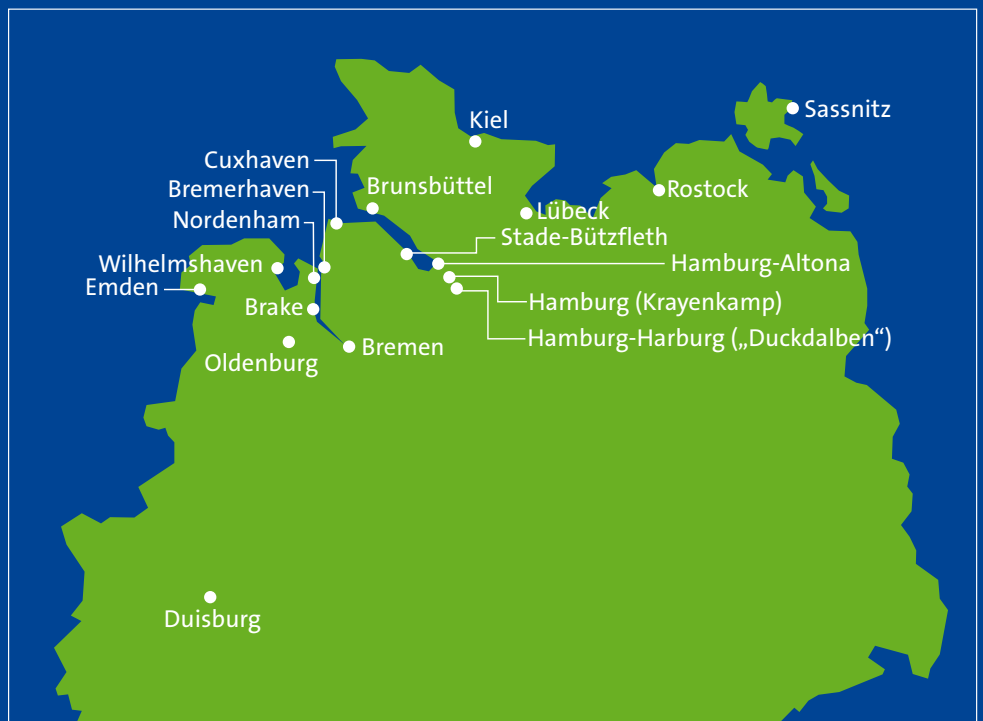 Sassnitz
Kiel
Cuxhaven
Bremerhaven
Brunsbüttel
Rostock
Nordenham
Lübeck
Stade-Bützfleth
Wilhelmshaven
Hamburg-Altona
Emden
Hamburg (Krayenkamp)
Brake
Hamburg-Harburg („Duckdalben“)
Bremen
Oldenburg
Duisburg